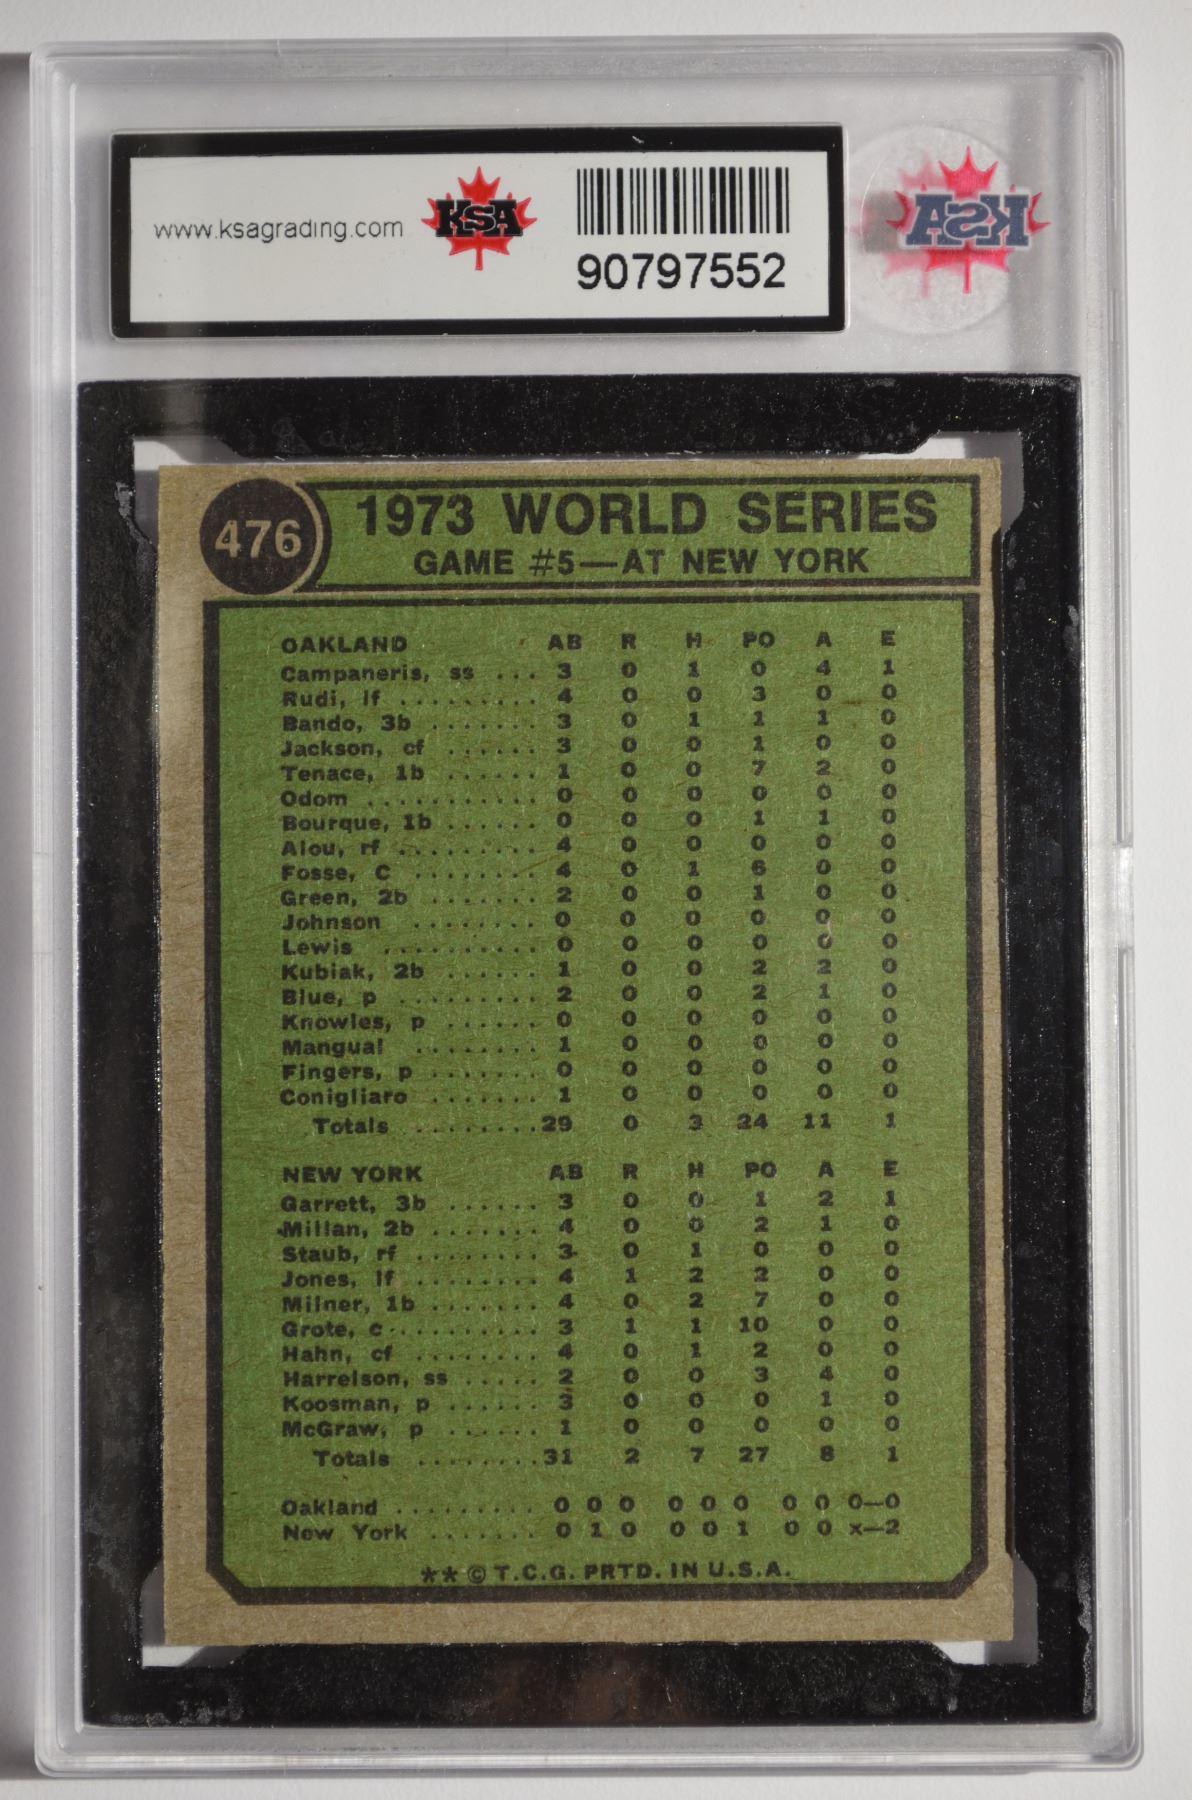 www.ksagrading.com
KSA
90797552
KSA
476
1973 WORLD SERIES
GAME #5—AT NEW YORK
OAKLAND AB R H PO A E
Campaneris, ss . . . 3 0 1 0 4 1
Rudi, lf . . . . . . . . . 4 0 0 3 0 0
Bando, 3b . . . . . . . 3 0 1 1 1 0
Jackson, cf . . . . . . 3 0 0 1 0 0
Tenace, 1b . . . . . . 1 0 0 7 2 0
Odom . . . . . . . . . . . 0 0 0 0 0 0
Bourque, 1b . . . . . . 0 0 0 1 1 0
Alou, rf . . . . . . . . . 4 0 0 0 0 0
Fosse, C . . . . . . . . 4 0 1 6 0 0
Green, 2b . . . . . . . 2 0 0 1 0 0
Johnson . . . . . . . . 0 0 0 0 0 0
Lewis . . . . . . . . . . 0 0 0 0 0 0
Kubiak, 2b . . . . . . 1 0 0 2 2 0
Blue, p . . . . . . . . . 2 0 0 2 1 0
Knowles, p . . . . . . 0 0 0 0 0 0
Mangual . . . . . . . . 1 0 0 0 0 0
Fingers, p . . . . . . . 0 0 0 0 0 0
Conigliaro . . . . . . . 1 0 0 0 0 0
Totals . . . . . . . . 29 0 3 24 11 1
NEW YORK AB R H PO A E
Garrett, 3b . . . . . . 3 0 0 1 2 1
Millan, 2b . . . . . . . 4 0 0 2 1 0
Staub, rf . . . . . . . . 3 0 1 0 0 0
Jones, lf . . . . . . . . 4 1 2 2 0 0
Milner, 1b . . . . . . . 4 0 2 7 0 0
Grote, c . . . . . . . . . 3 1 1 10 0 0
Hahn, cf . . . . . . . . 4 0 1 2 0 0
Harrelson, ss . . . . . 2 0 0 3 4 0
Koosman, p . . . . . . 3 0 0 0 1 0
McGraw, p . . . . . . 1 0 0 0 0 0
Totals . . . . . . . . 31 2 7 27 8 1
Oakland . . . . . . . . . 0 0 0 0 0 0 0 0 0—0
New York . . . . . . . 0 1 0 0 0 1 0 0 x—2
** © T.C.G. PRTD. IN U.S.A.